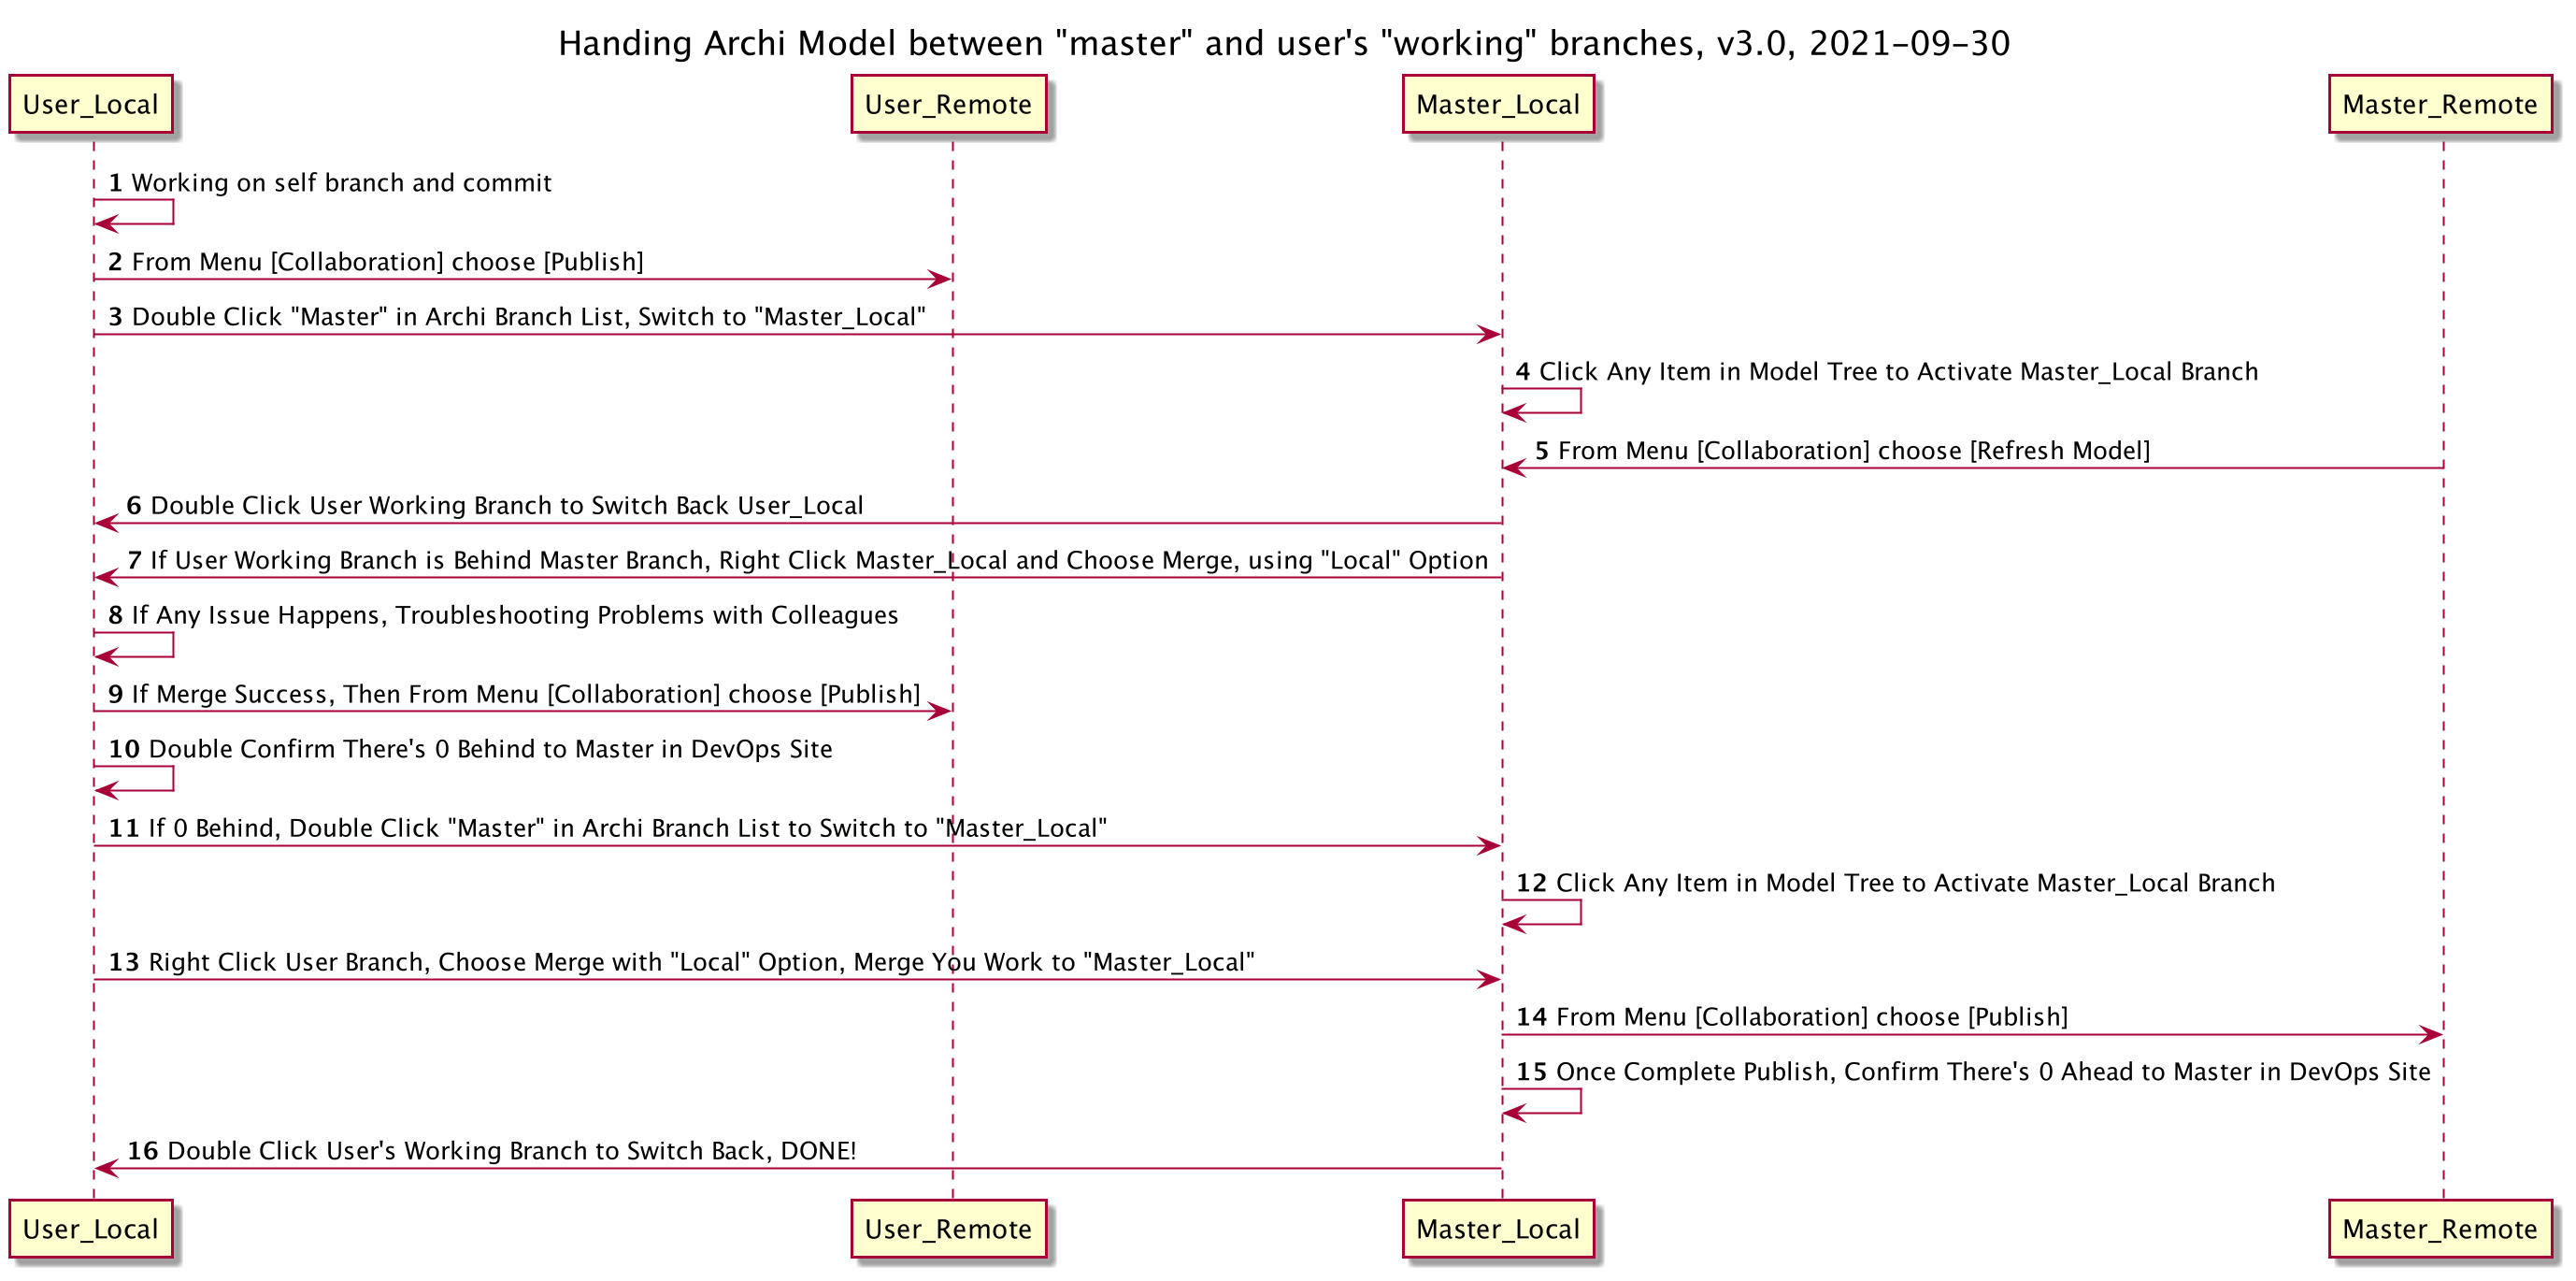 Handing Archi Model between "master" and user's "working" branches, v3.0, 2021-09-30
User_Local
User_Remote
Master_Local
Master_Remote
1 Working on self branch and commit
2 From Menu [Collaboration] choose [Publish]
3 Double Click "Master" in Archi Branch List, Switch to "Master_Local"
4 Click Any Item in Model Tree to Activate Master_Local Branch
5 From Menu [Collaboration] choose [Refresh Model]
6 Double Click User Working Branch to Switch Back User_Local
7 If User Working Branch is Behind Master Branch, Right Click Master_Local and Choose Merge, using "Local" Option
8 If Any Issue Happens, Troubleshooting Problems with Colleagues
9 If Merge Success, Then From Menu [Collaboration] choose [Publish]
10 Double Confirm There's 0 Behind to Master in DevOps Site
11 If 0 Behind, Double Click "Master" in Archi Branch List to Switch to "Master_Local"
12 Click Any Item in Model Tree to Activate Master_Local Branch
13 Right Click User Branch, Choose Merge with "Local" Option, Merge You Work to "Master_Local"
14 From Menu [Collaboration] choose [Publish]
15 Once Complete Publish, Confirm There's 0 Ahead to Master in DevOps Site
16 Double Click User's Working Branch to Switch Back, DONE!
User_Local
User_Remote
Master_Local
Master_Remote